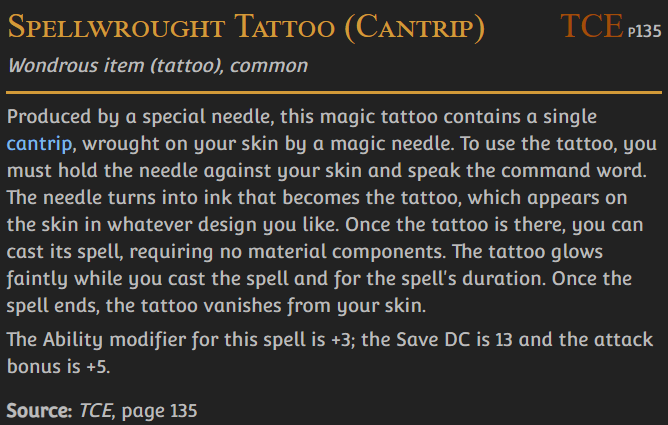 Spellwrought Tattoo (Cantrip) TCE P135
Wondrous item (tattoo), common
Produced by a special needle, this magic tattoo contains a single
cantrip, wrought on your skin by a magic needle. To use the tattoo, you
must hold the needle against your skin and speak the command word.
The needle turns into ink that becomes the tattoo, which appears on
the skin in whatever design you like. Once the tattoo is there, you can
cast its spell, requiring no material components. The tattoo glows
faintly while you cast the spell and for the spell's duration. Once the
spell ends, the tattoo vanishes from your skin.
The Ability modifier for this spell is +3; the Save DC is 13 and the attack
bonus is +5.
Source: TCE, page 135